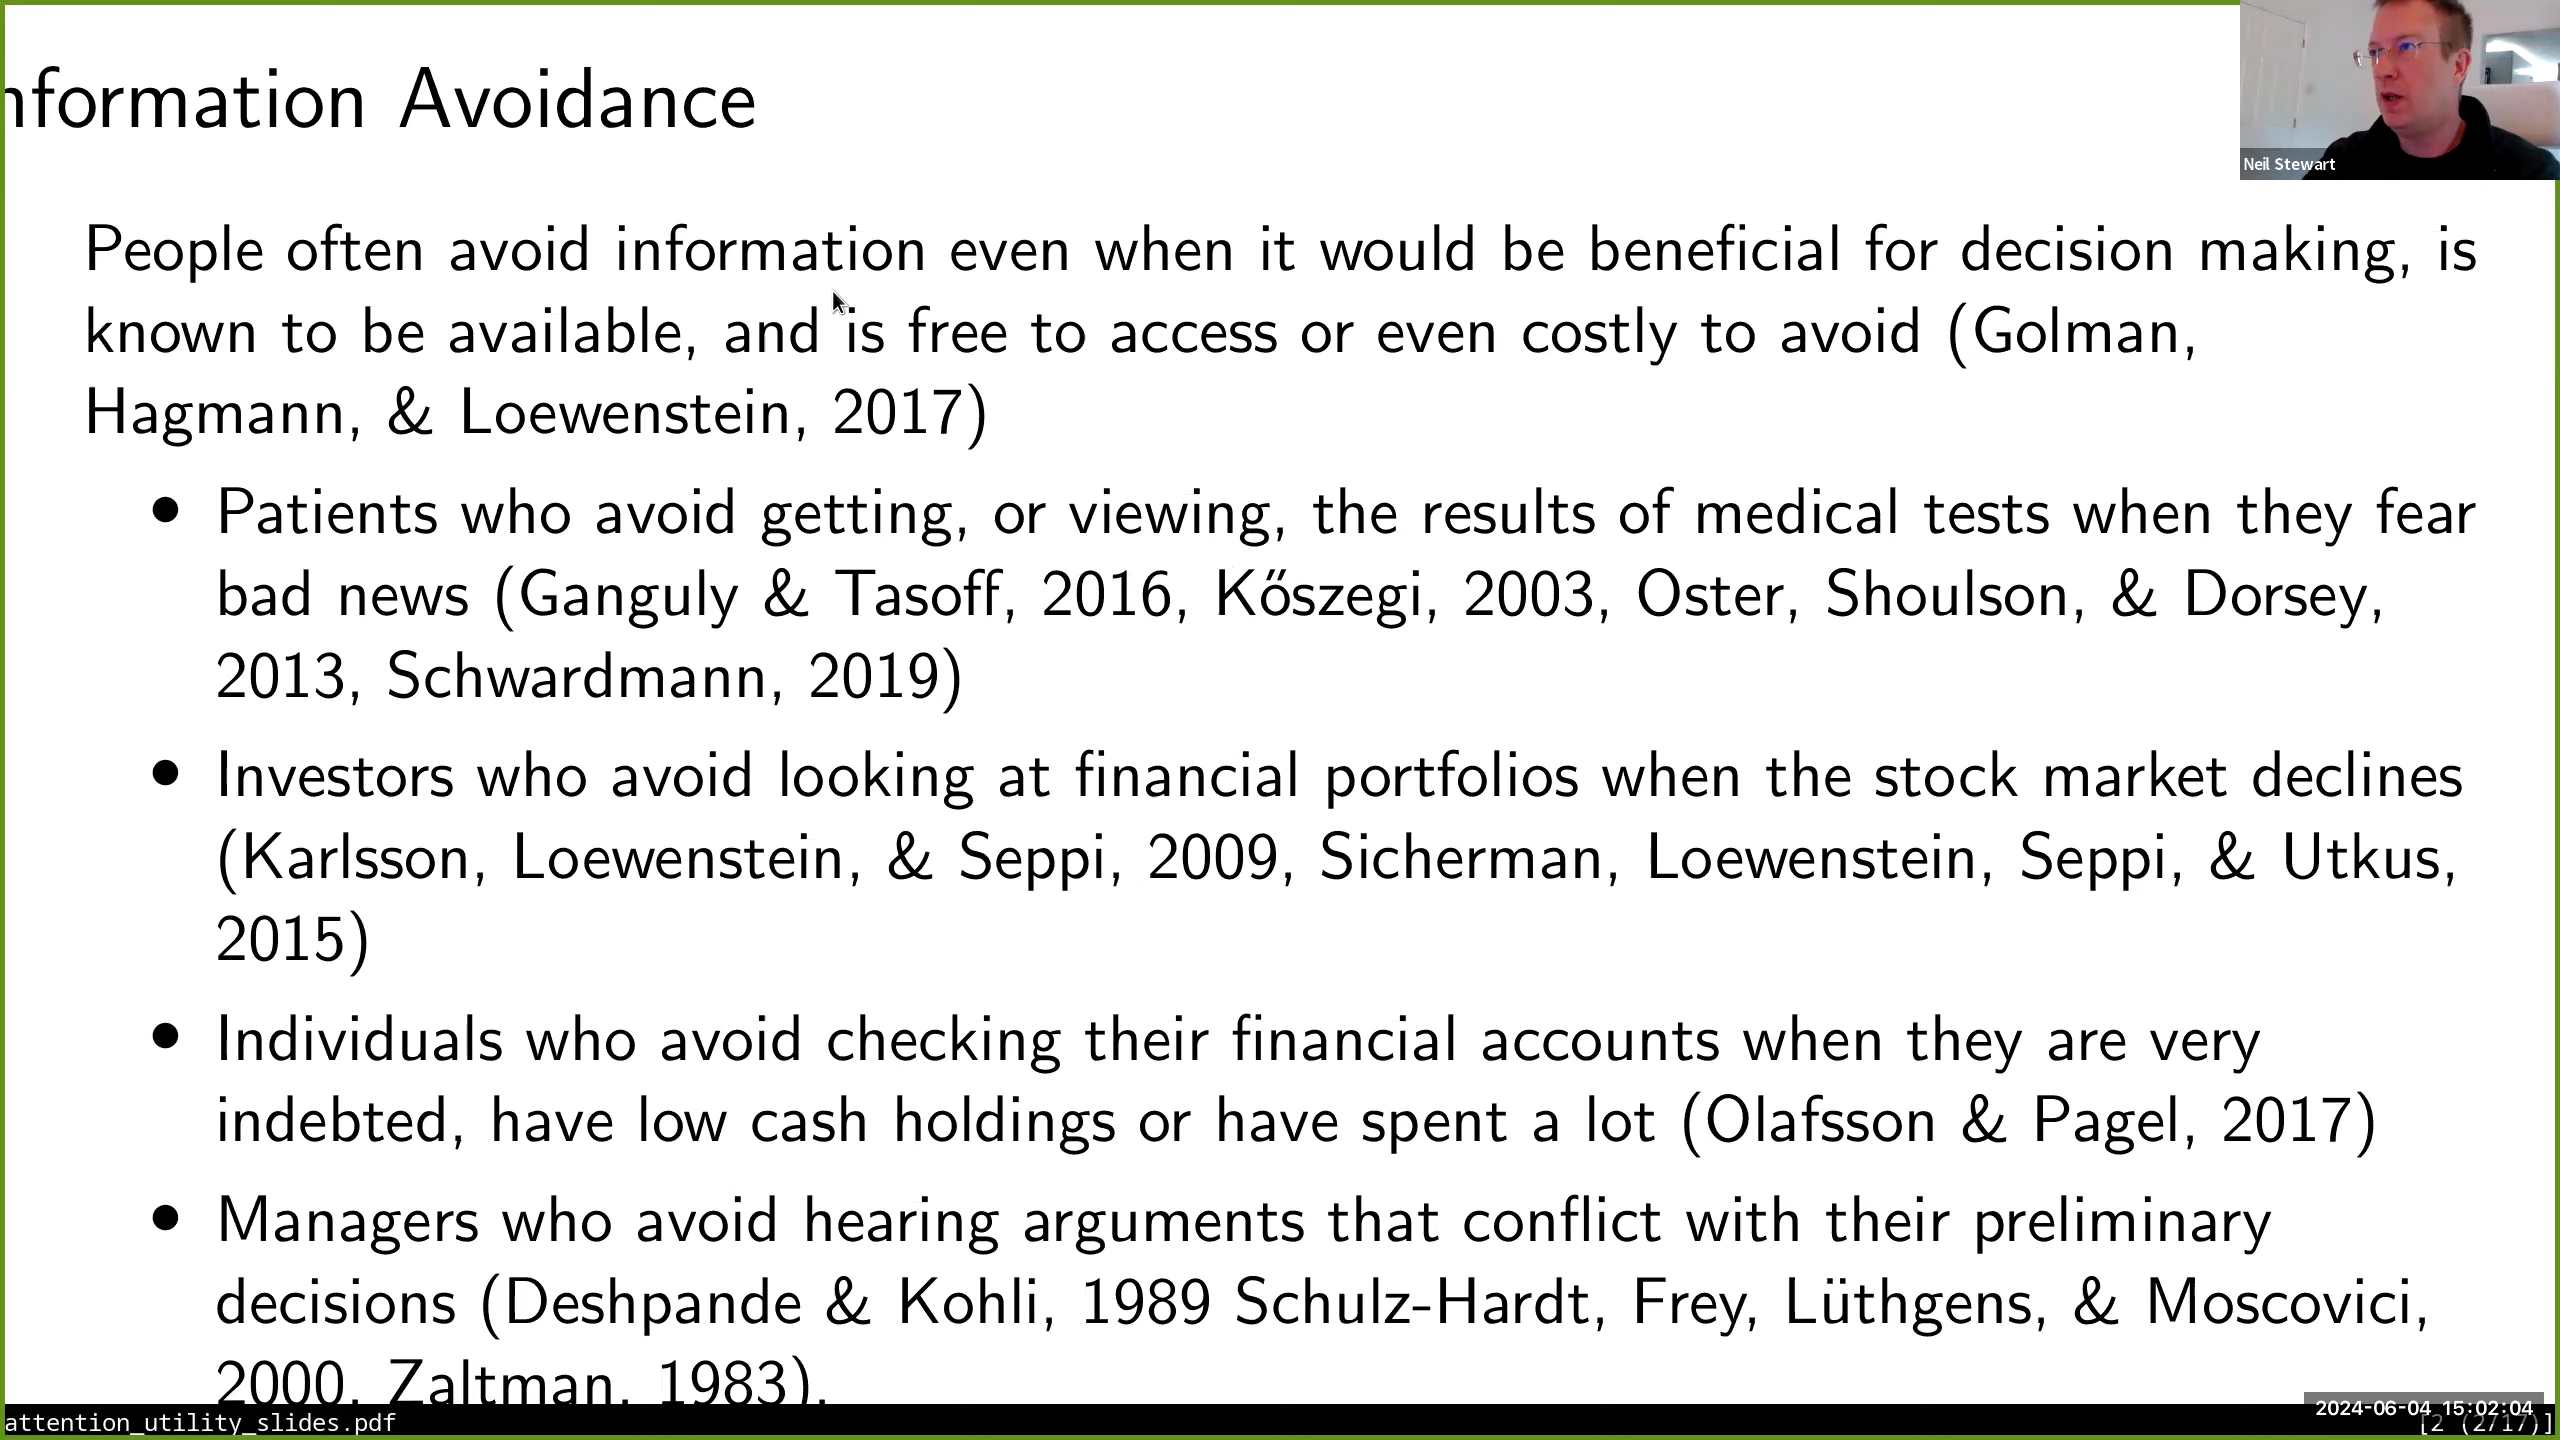 nformation Avoidance
Neil Stewart
People often avoid information even when it would be beneficial for decision making, is
known to be available, and is free to access or even costly to avoid (Golman,
Hagmann, & Loewenstein, 2017)
• Patients who avoid getting, or viewing, the results of medical tests when they fear
bad news (Ganguly & Tasoff, 2016, Kőszegi, 2003, Oster, Shoulson, & Dorsey,
2013, Schwardmann, 2019)
• Investors who avoid looking at financial portfolios when the stock market declines
(Karlsson, Loewenstein, & Seppi, 2009, Sicherman, Loewenstein, Seppi, & Utkus,
2015)
• Individuals who avoid checking their financial accounts when they are very
indebted, have low cash holdings or have spent a lot (Olafsson & Pagel, 2017)
• Managers who avoid hearing arguments that conflict with their preliminary
decisions (Deshpande & Kohli, 1989 Schulz-Hardt, Frey, Lüthgens, & Moscovici,
2000, Zaltman, 1983).
2024-06-04 15:02:04
attention_utility_slides.pdf
[2 (2/17)]